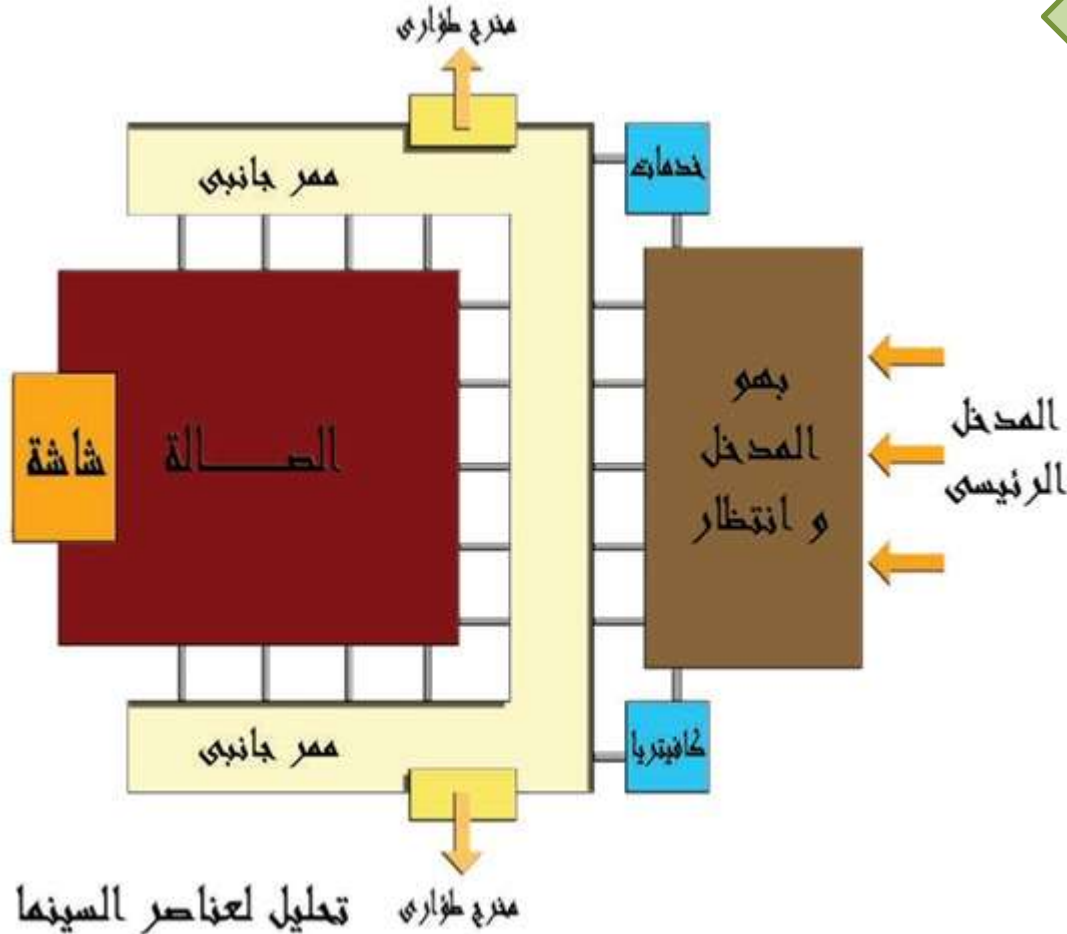 مخرج طوارى
ممر جانبى
خدمات
المدخل
الرئيسى
بهو
المدخل
و انتظار
الصــالة
شاشة
ممر جانبى
كافيتريا
مخرج طوارى
تحليل لعناصر السينما